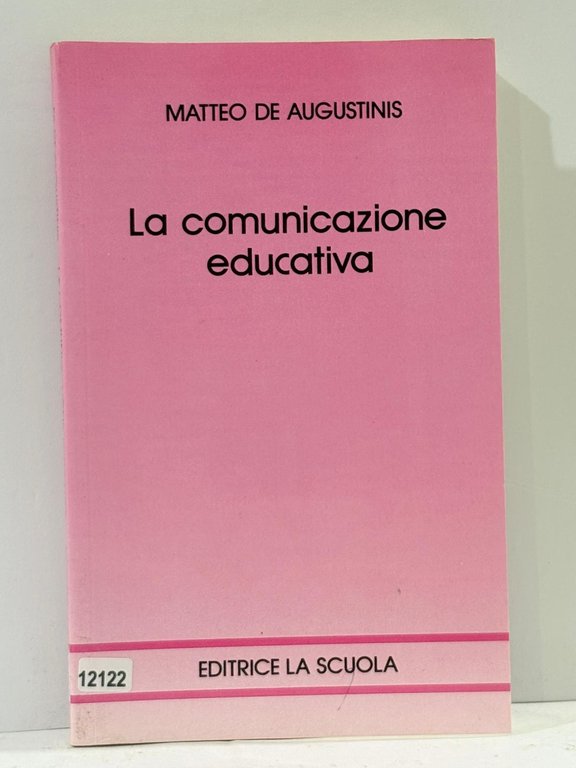 MATTEO DE AUGUSTINIS
La comunicazione
educativa
EDITRICE LA SCUOLA
12122